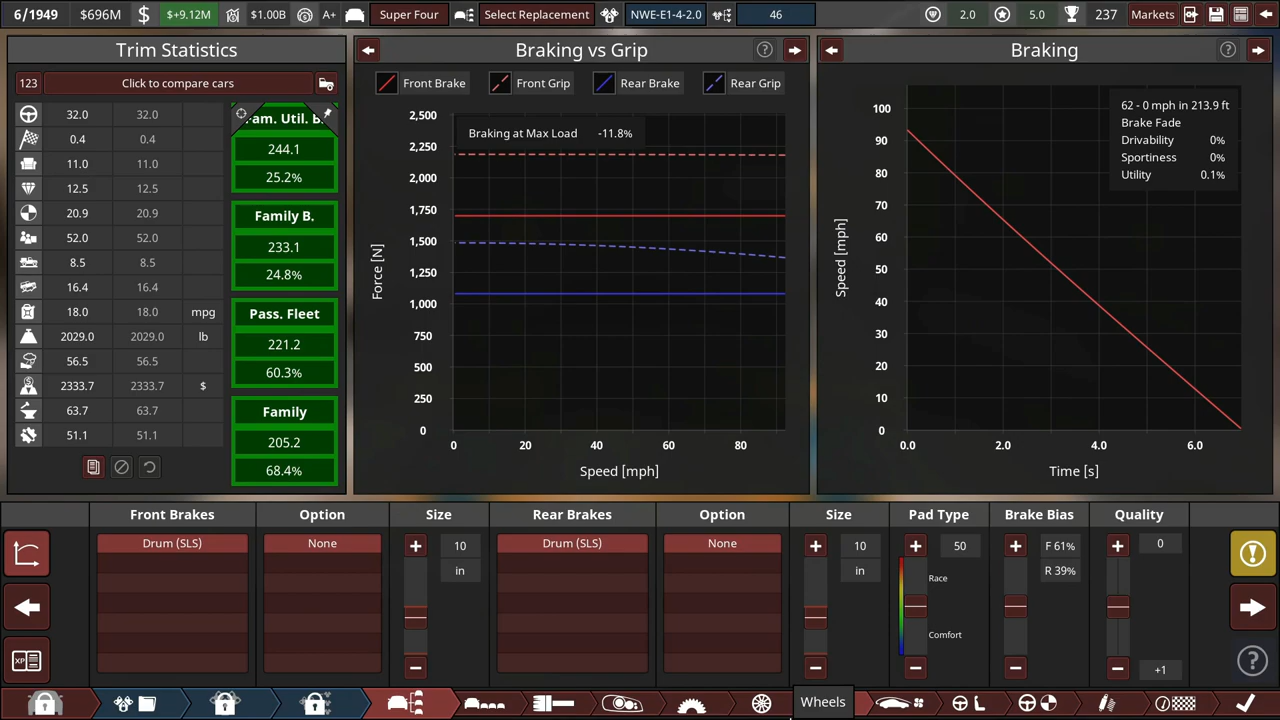 6/1949 $696M $+9.12M $1.00B A+ Super Four Select Replacement NWE-E1-4-2.0 46 2.0 5.0 237 Markets
Trim Statistics
123 Click to compare cars
32.0 32.0
0.4 0.4
11.0 11.0
12.5 12.5
20.9 20.9
52.0 52.0
8.5 8.5
16.4 16.4
18.0 18.0 mpg
2029.0 2029.0 lb
56.5 56.5
2333.7 2333.7 $
63.7 63.7
51.1 51.1
am. Util. B.
244.1
25.2%
Family B.
233.1
24.8%
Pass. Fleet
221.2
60.3%
Family
205.2
68.4%
Braking vs Grip ?
Front Brake Front Grip Rear Brake Rear Grip
Braking at Max Load -11.8%
Force [N]
2,500
2,250
2,000
1,750
1,500
1,250
1,000
750
500
250
0
0 20 40 60 80
Speed [mph]
Braking ?
62 - 0 mph in 213.9 ft
Brake Fade
Drivability 0%
Sportiness 0%
Utility 0.1%
Speed [mph]
100
90
80
70
60
50
40
30
20
10
0
0.0 2.0 4.0 6.0
Time [s]
Front Brakes Option Size Rear Brakes Option Size Pad Type Brake Bias Quality
Drum (SLS) None + 10 in Drum (SLS) None + 10 in + 50 + F 61% R 39% + 0
Race
Comfort
− − − − − +1
XP
?
Wheels